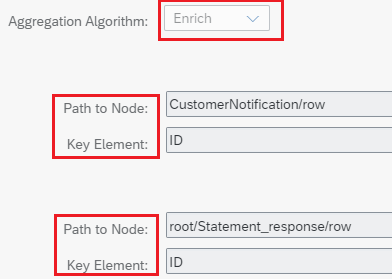 Aggregation Algorithm: Enrich
Path to Node: CustomerNotification/row
Key Element: ID
Path to Node: root/Statement_response/row
Key Element: ID